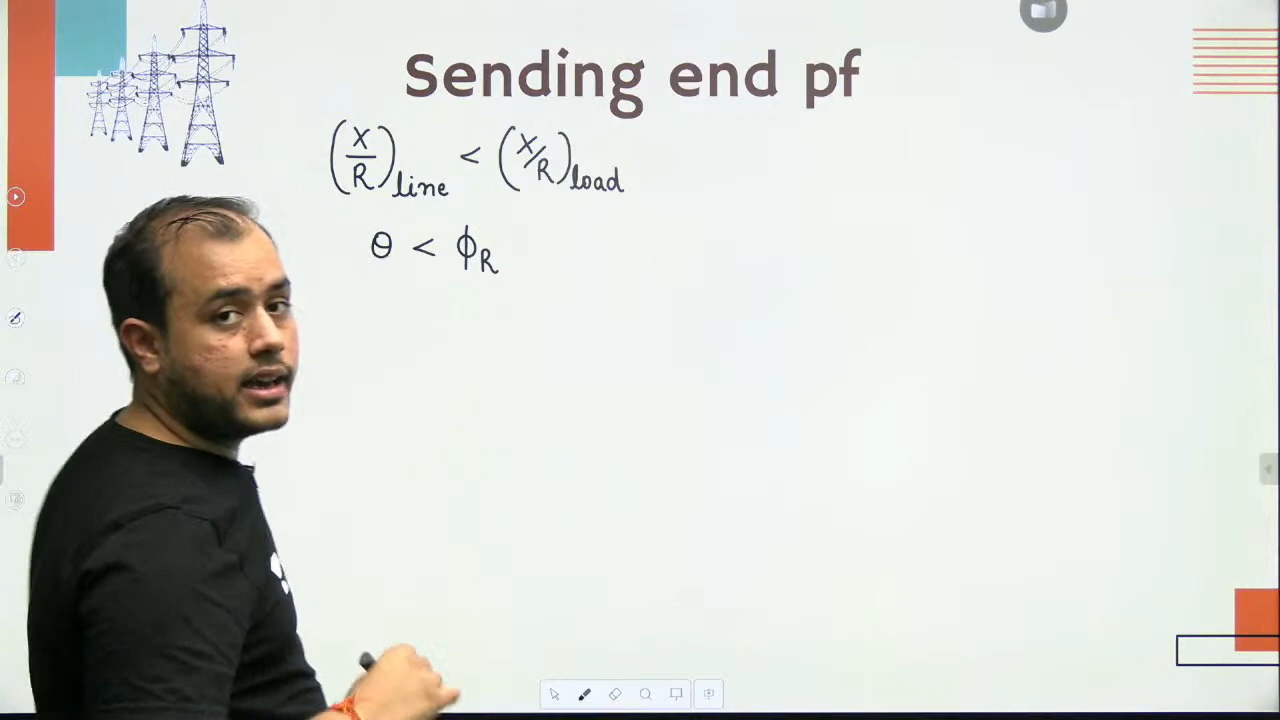 Sending end pf
(X/R)line < (X/R)load
θ < ϕR